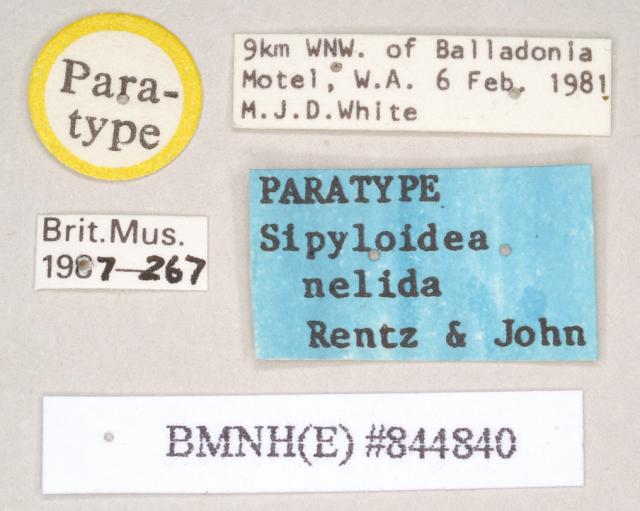 Para-
type
9km WNW. of Balladonia
Motel, W.A. 6 Feb. 1981
M.J.D.White
PARATYPE
Sipyloidea
nelida
Rentz & John
Brit.Mus.
1987-267
BMNH(E) #844840